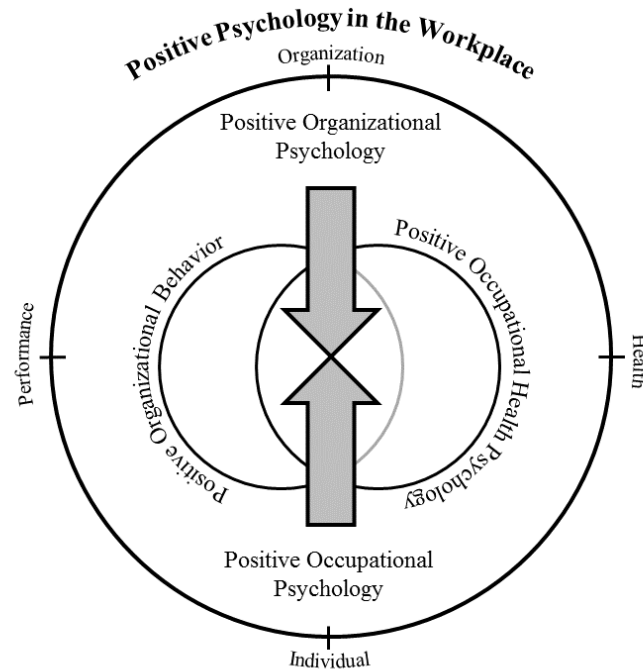 Positive Psychology in the Workplace
Organization
Positive Organizational
Psychology
Positive Organizational Behavior
Positive Occupational Health Psychology
Performance
Health
Positive Occupational
Psychology
Individual